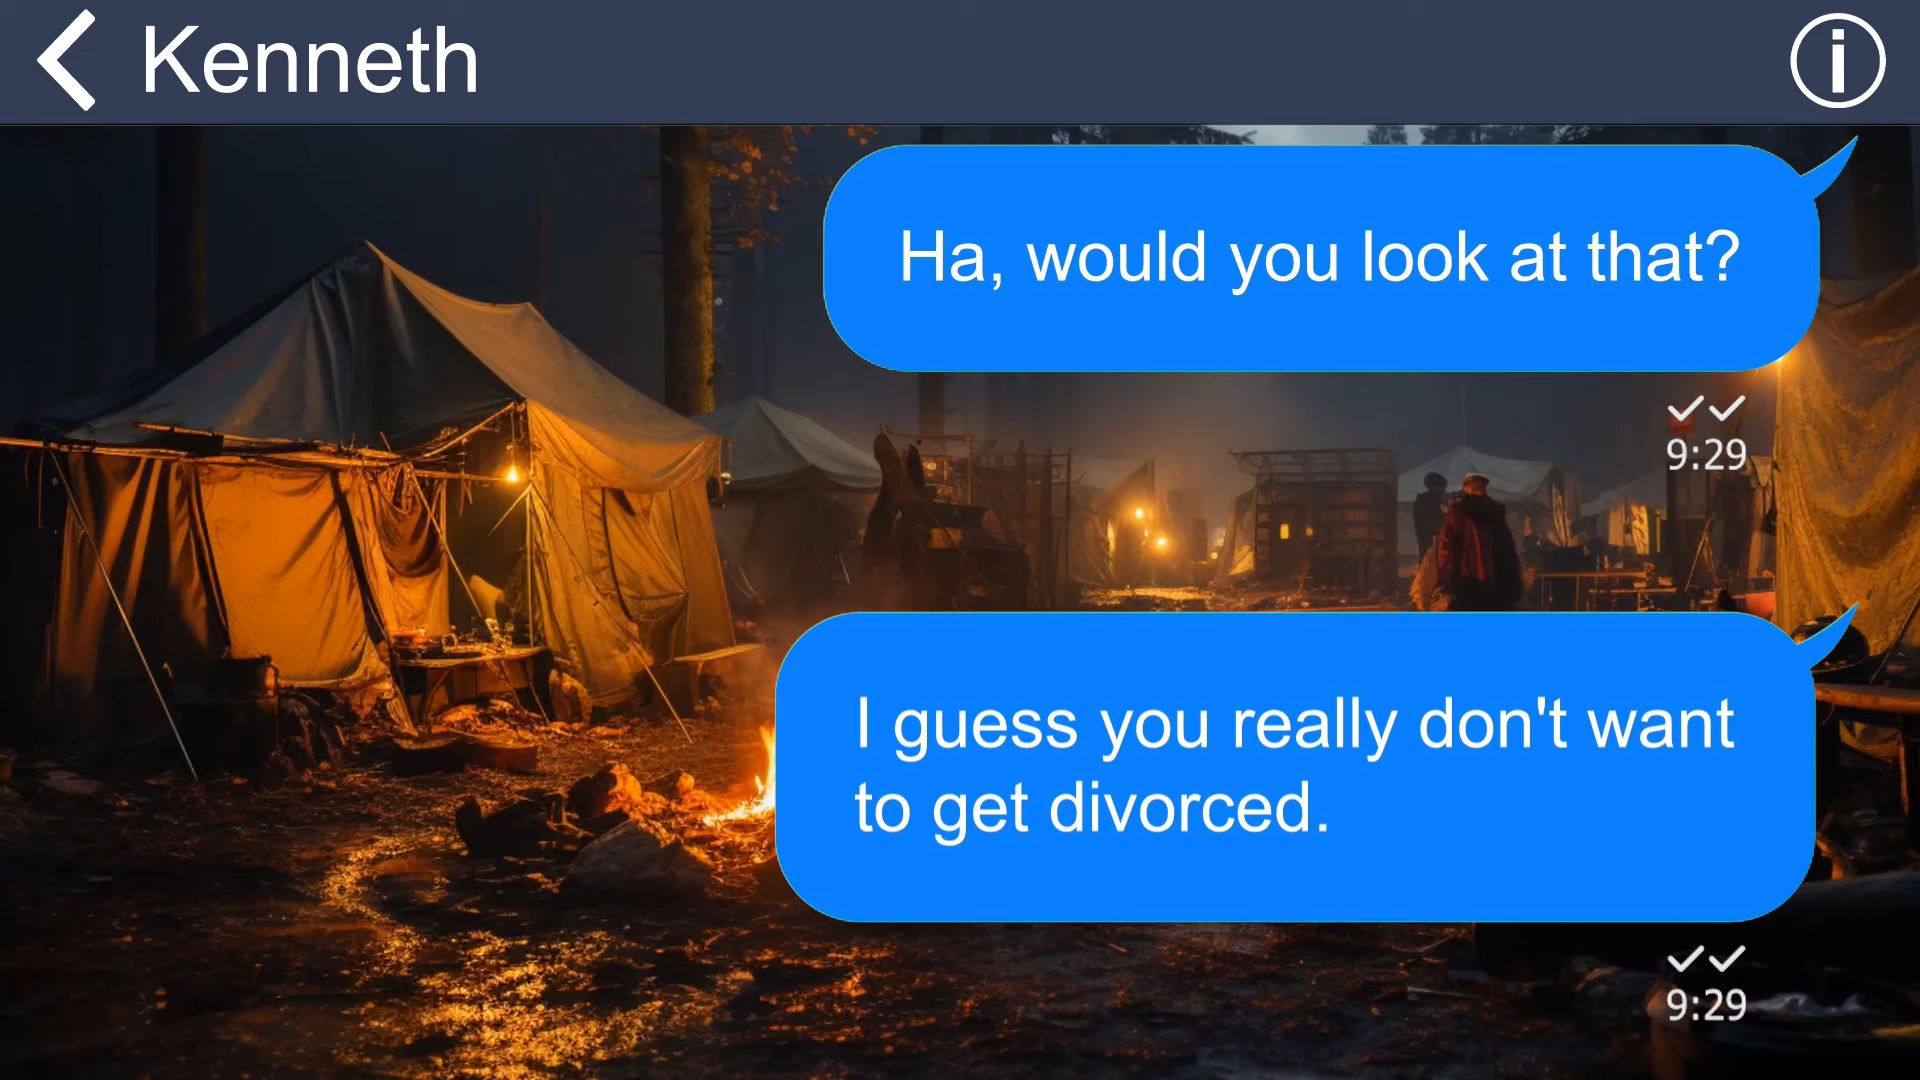 Kenneth
Ha, would you look at that?
9:29
I guess you really don't want
to get divorced.
9:29